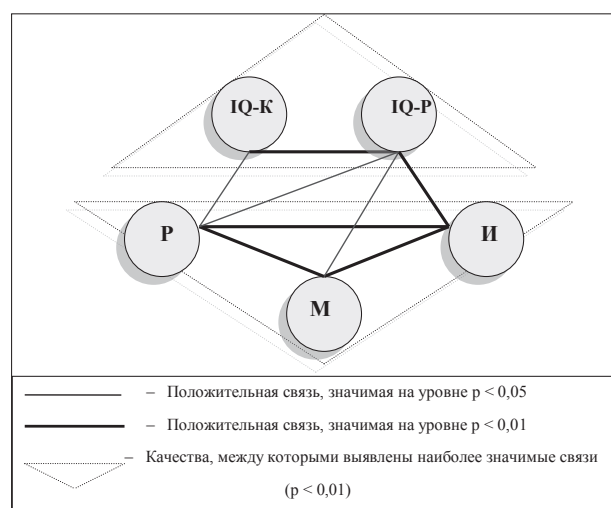 IQ-К IQ-Р
Р И
М
– Положительная связь, значимая на уровне p < 0,05
– Положительная связь, значимая на уровне p < 0,01
– Качества, между которыми выявлены наиболее значимые связи
(p < 0,01)